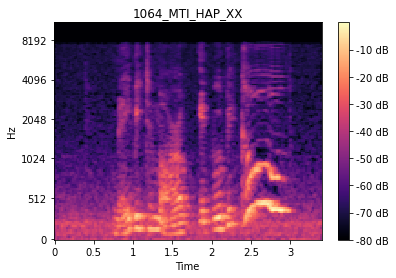 1064_MTI_HAP_XX
8192
4096
2048
1024
512
0
Hz
0
0.5
1
1.5
2
2.5
3
Time
-10 dB
-20 dB
-30 dB
-40 dB
-50 dB
-60 dB
-70 dB
-80 dB